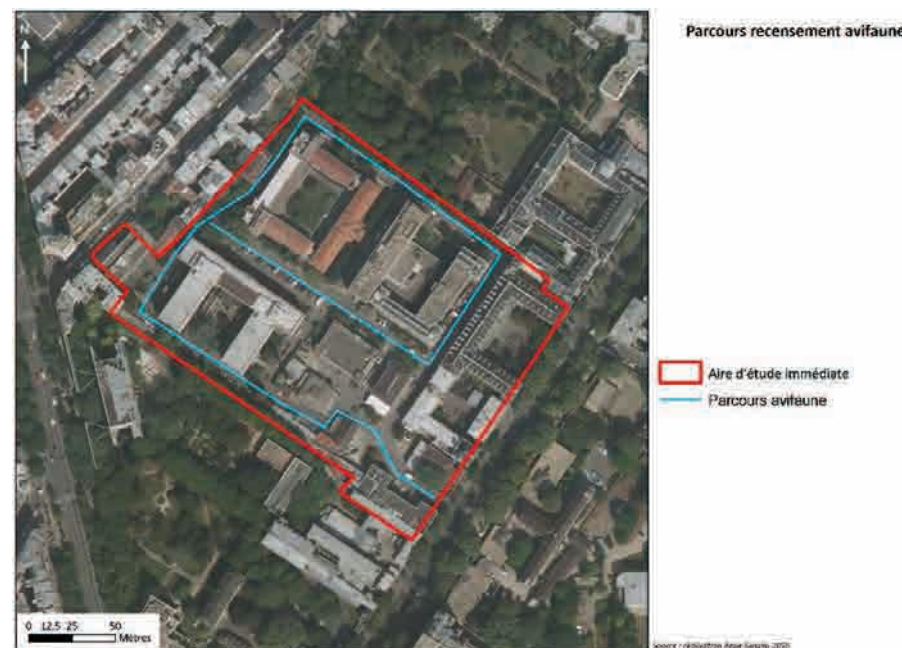 Parcours recensement avifaune
N
Aire d'étude immédiate
Parcours avifaune
0 12,5 25 50
Mètres